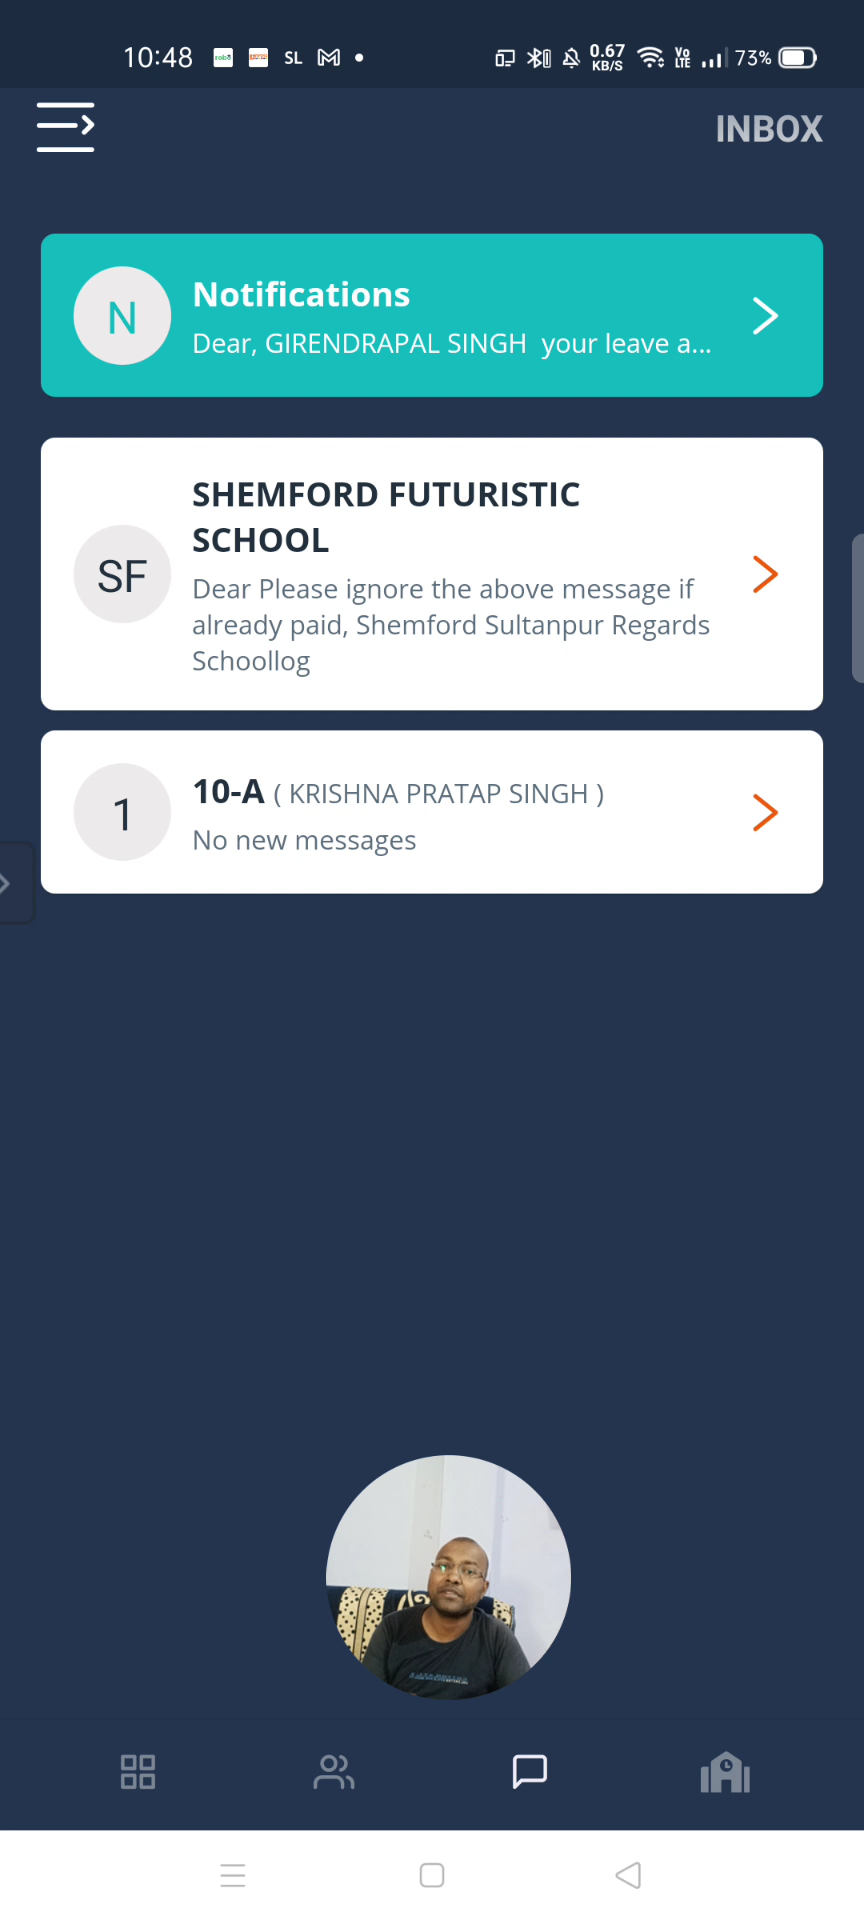 10:48 SL 0.67 KB/S Vo LTE 73%
INBOX
N
Notifications
Dear, GIRENDRAPAL SINGH  your leave a...
SHEMFORD FUTURISTIC
SCHOOL
SF
Dear Please ignore the above message if
already paid, Shemford Sultanpur Regards
Schoollog
1
10-A ( KRISHNA PRATAP SINGH )
No new messages